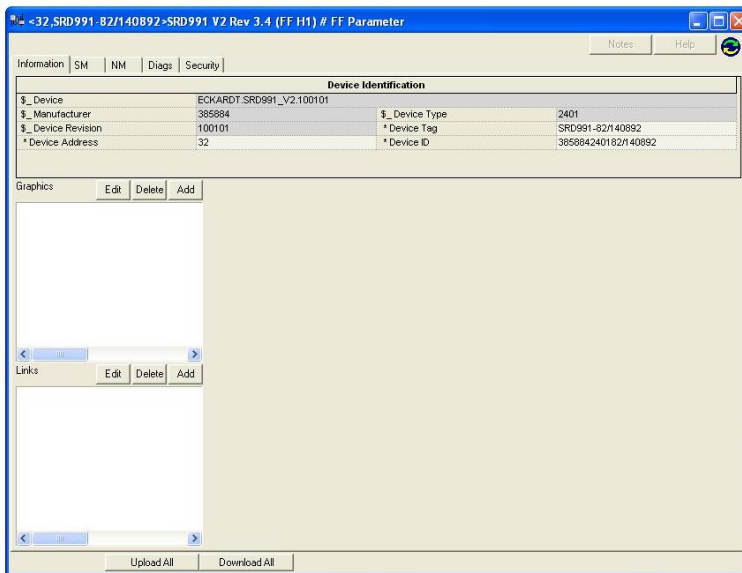 <32,SRD991-82/140892>SRD991 V2 Rev 3.4 (FF H1) # FF Parameter
Notes Help
Information SM NM Diags Security
Device Identification
$_Device ECKARDT.SRD991_V2.100101
$_Manufacturer 385884 $_Device Type 2401
$_Device Revision 100101 * Device Tag SRD991-82/140892
* Device Address 32 * Device ID 385884240182/140892
Graphics Edit Delete Add
Links Edit Delete Add
Upload All Download All